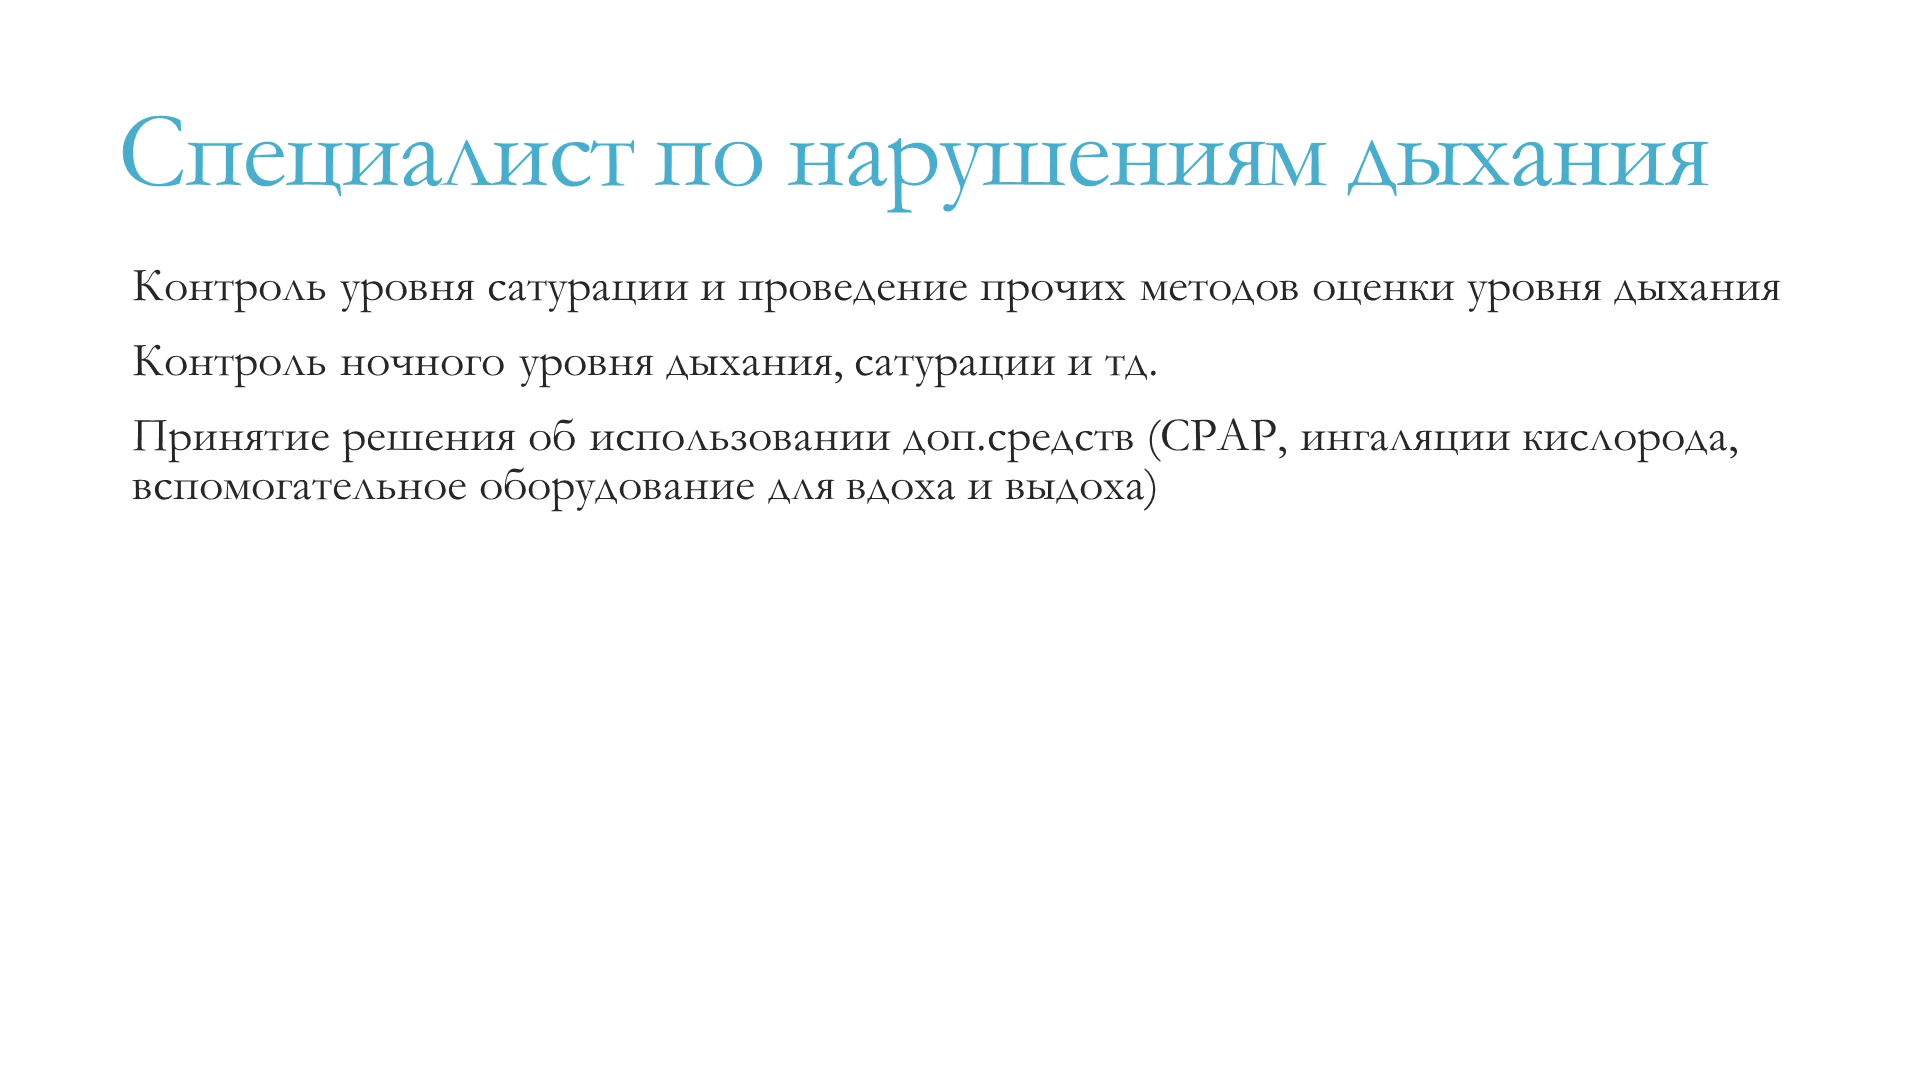 Специалист по нарушениям дыхания
Контроль уровня сатурации и проведение прочих методов оценки уровня дыхания
Контроль ночного уровня дыхания, сатурации и тд.
Принятие решения об использовании доп.средств (CPAP, ингаляции кислорода,
вспомогательное оборудование для вдоха и выдоха)